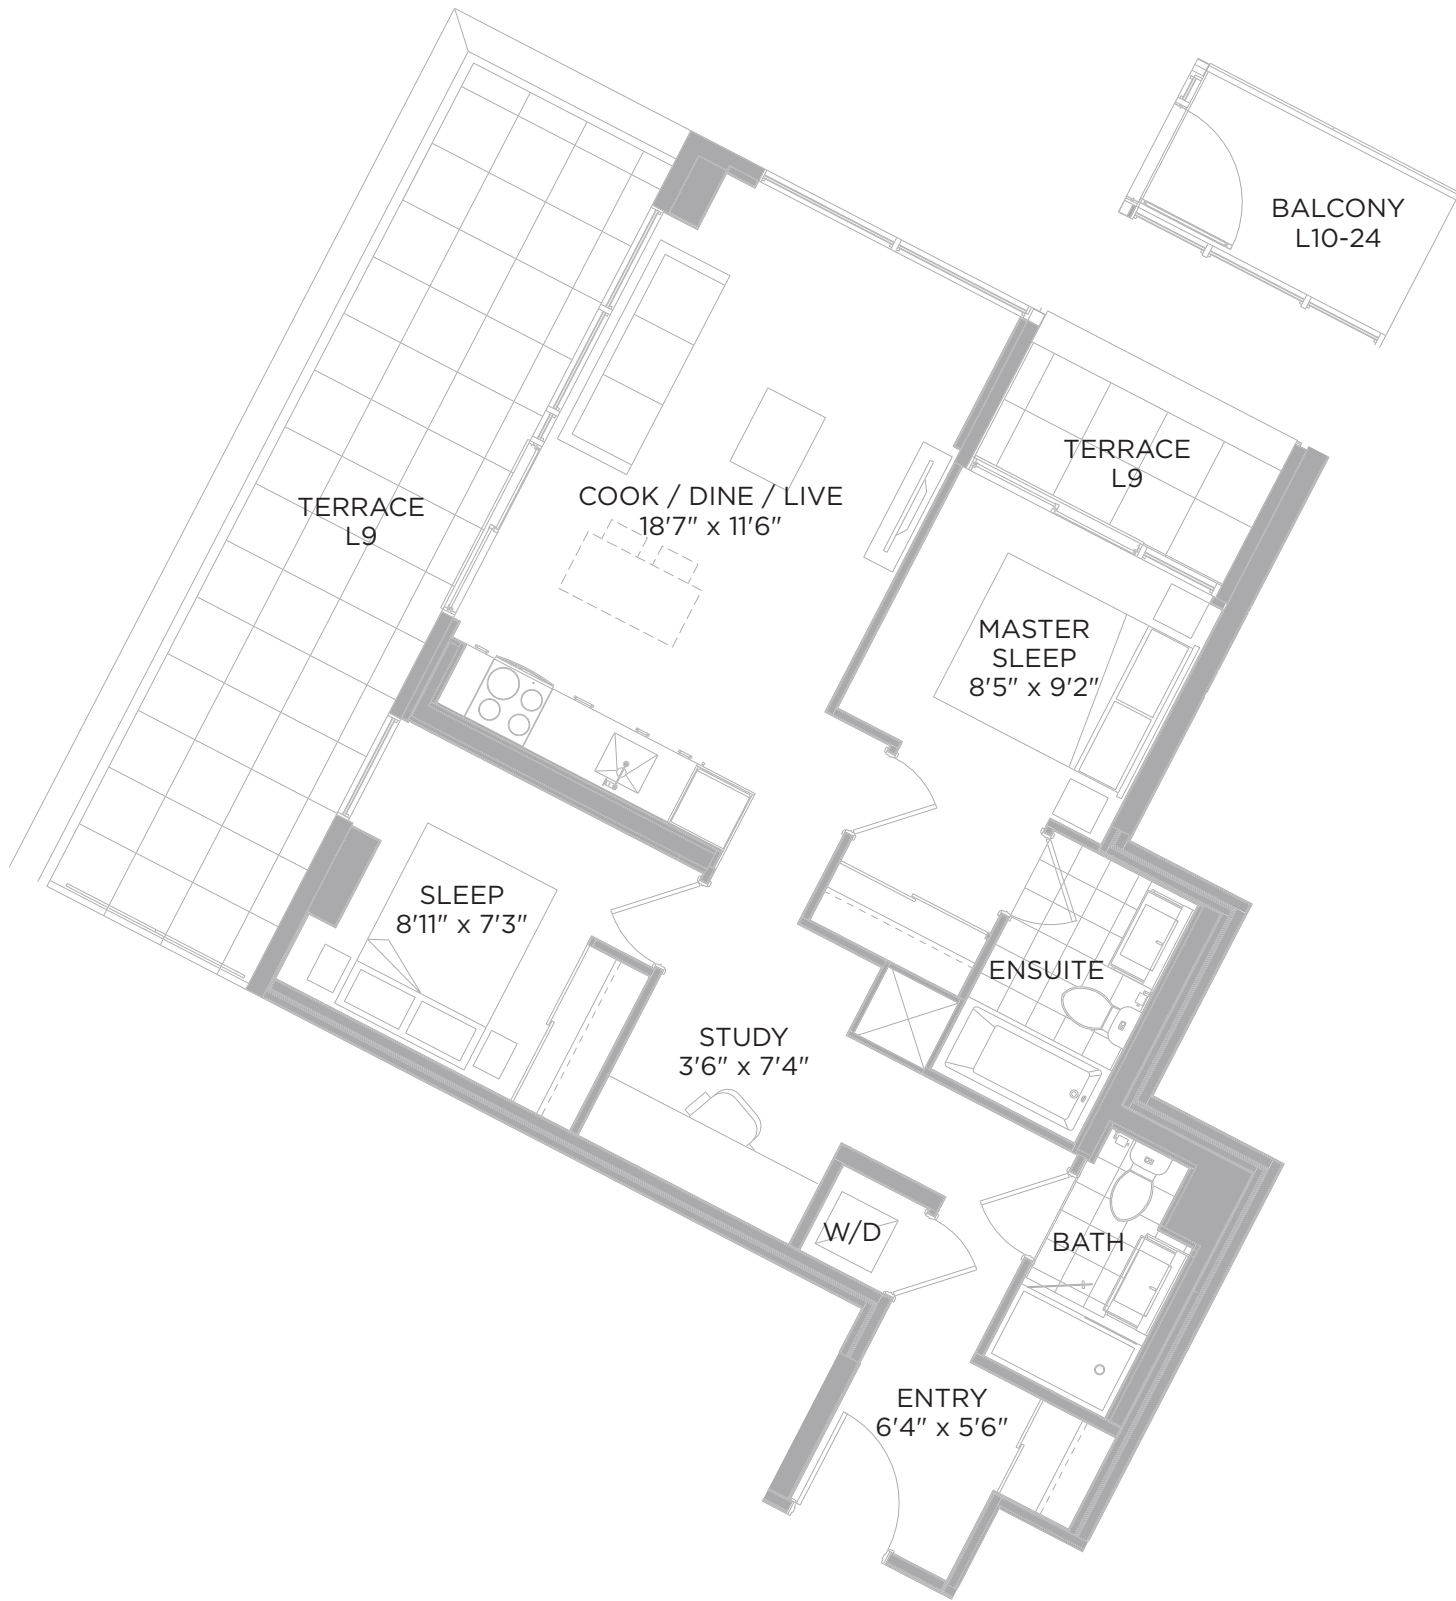 BALCONY
L10-24
TERRACE
L9
TERRACE
L9
COOK / DINE / LIVE
18'7" x 11'6"
MASTER
SLEEP
8'5" x 9'2"
SLEEP
8'11" x 7'3"
ENSUITE
STUDY
3'6" x 7'4"
W/D
BATH
ENTRY
6'4" x 5'6"